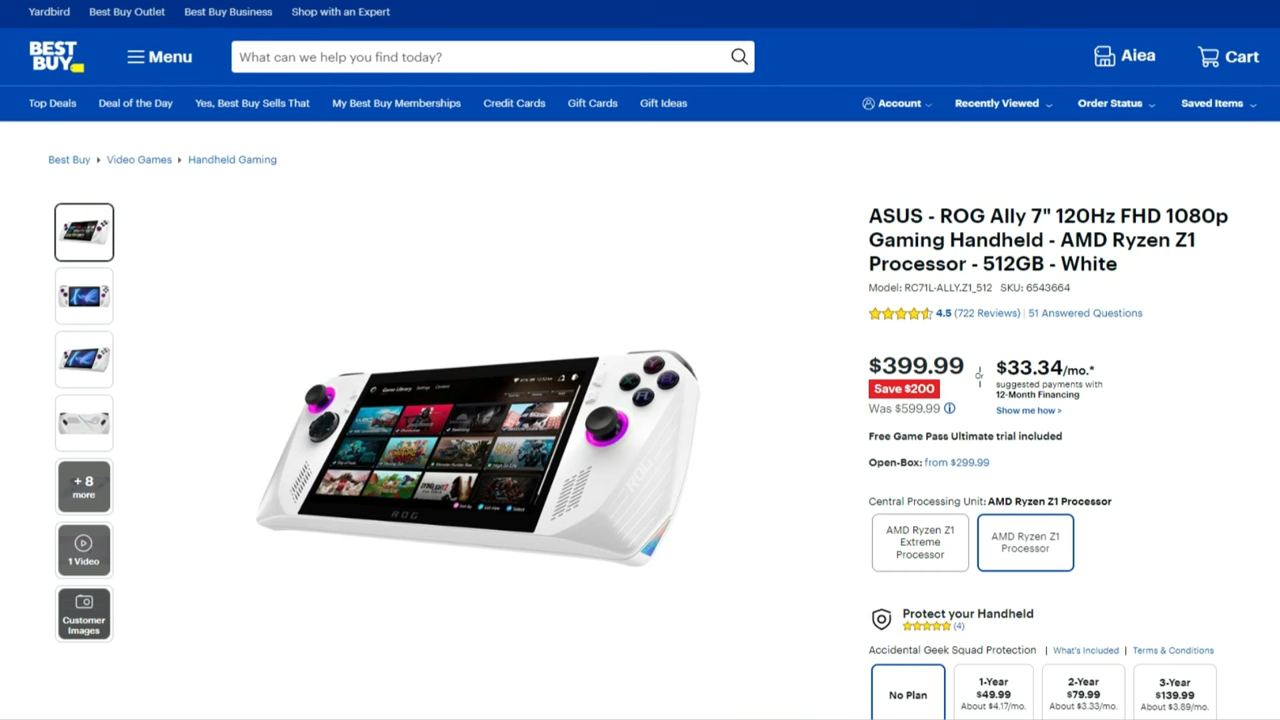 Yardbird Best Buy Outlet Best Buy Business Shop with an Expert
BEST
BUY
Menu
What can we help you find today?
Aiea
Cart
Top Deals Deal of the Day Yes, Best Buy Sells That My Best Buy Memberships Credit Cards Gift Cards Gift Ideas
Account Recently Viewed Order Status Saved Items
Best Buy Video Games Handheld Gaming
+ 8
more
1 Video
Customer
Images
Game Library Settings Content
ROG
ASUS - ROG Ally 7" 120Hz FHD 1080p
Gaming Handheld - AMD Ryzen Z1
Processor - 512GB - White
Model: RC71L-ALLY.Z1_512 SKU: 6543664
4.5 (722 Reviews) | 51 Answered Questions
$399.99
Save $200
Was $599.99
or
$33.34/mo.*
suggested payments with
12-Month Financing
Show me how >
Free Game Pass Ultimate trial included
Open-Box: from $299.99
Central Processing Unit: AMD Ryzen Z1 Processor
AMD Ryzen Z1
Extreme
Processor
AMD Ryzen Z1
Processor
Protect your Handheld
(4)
Accidental Geek Squad Protection | What's Included | Terms & Conditions
No Plan
1-Year
$49.99
About $4.17/mo.
2-Year
$79.99
About $3.33/mo.
3-Year
$139.99
About $3.89/mo.